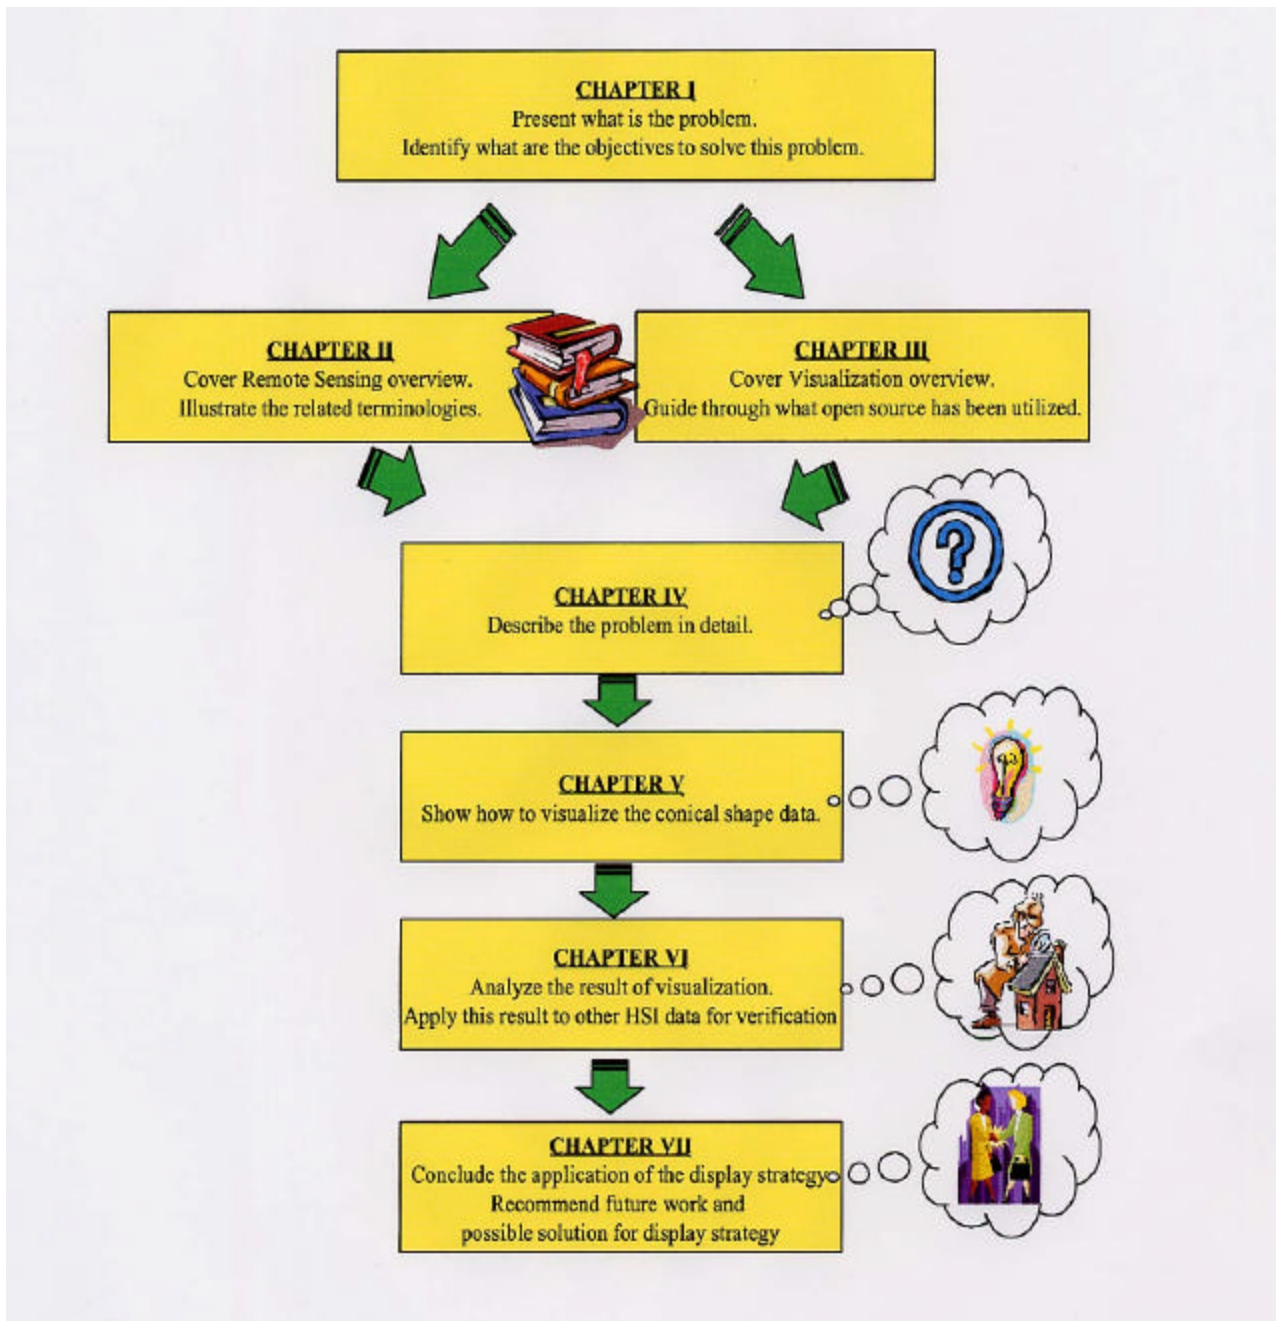 CHAPTER I
Present what is the problem.
Identify what are the objectives to solve this problem.
CHAPTER II
Cover Remote Sensing overview.
Illustrate the related terminologies.
CHAPTER III
Cover Visualization overview.
Guide through what open source has been utilized.
CHAPTER IV
Describe the problem in detail.
?
CHAPTER V
Show how to visualize the conical shape data.
CHAPTER VI
Analyze the result of visualization.
Apply this result to other HSI data for verification
CHAPTER VII
Conclude the application of the display strategy
Recommend future work and
possible solution for display strategy